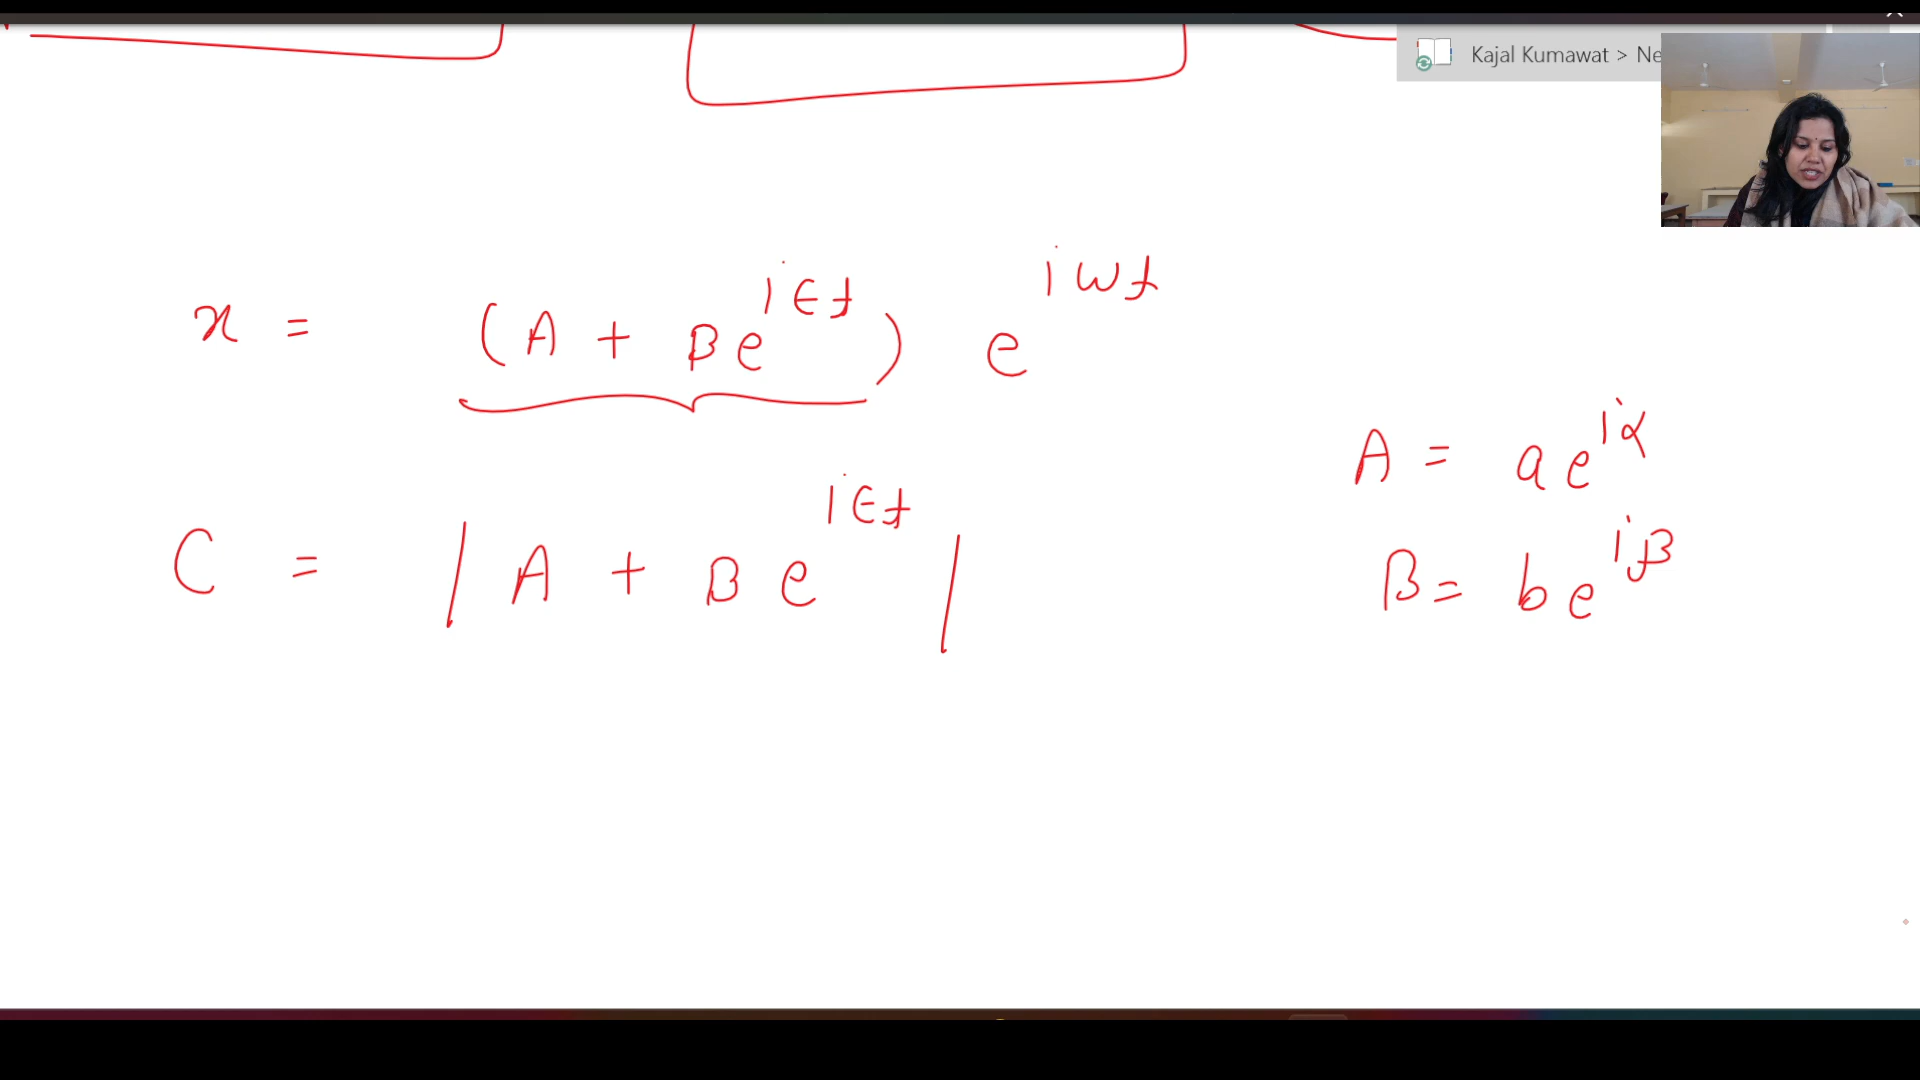 Kajal Kumawat > Ne
x = (A + Be^{iϵt}) e^{iωt}
A = ae^{iα}
C = |A + Be^{iϵt}|
B = be^{iβ}